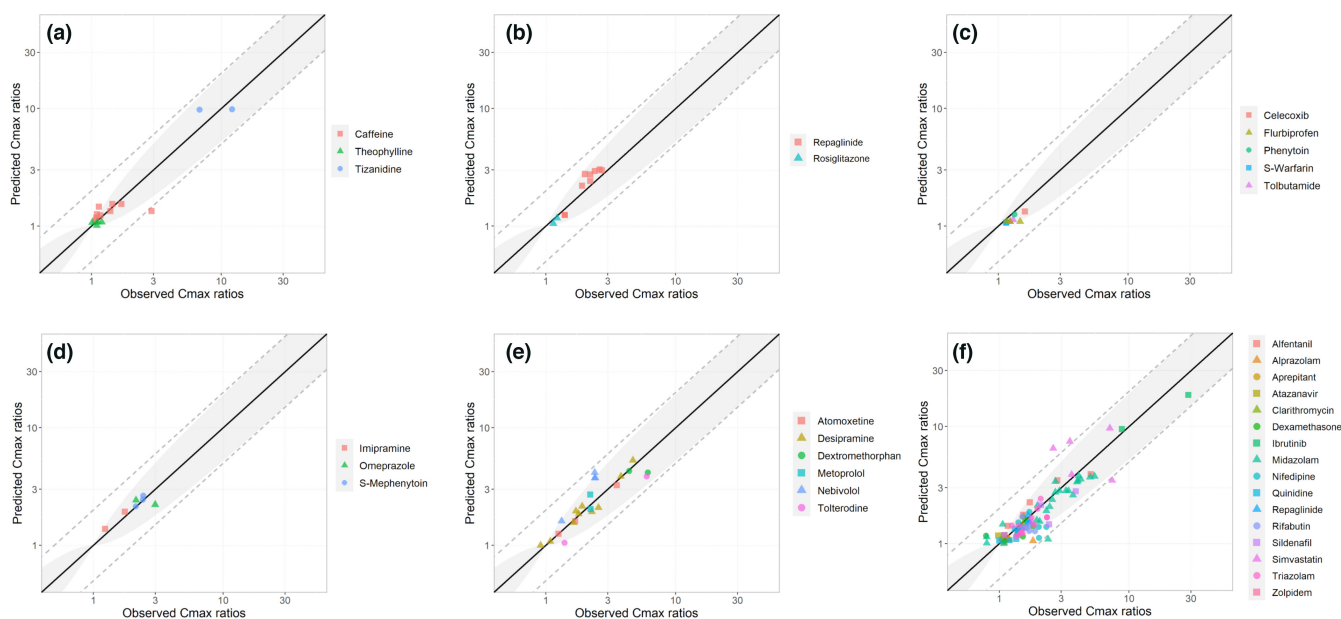 (a)
Predicted Cmax ratios
30
10
3
1
1
3
10
30
Observed Cmax ratios
Caffeine
Theophylline
Tizanidine
(b)
Predicted Cmax ratios
30
10
3
1
1
3
10
30
Observed Cmax ratios
Repaglinide
Rosiglitazone
(c)
Predicted Cmax ratios
30
10
3
1
1
3
10
30
Observed Cmax ratios
Celecoxib
Flurbiprofen
Phenytoin
S-Warfarin
Tolbutamide
(d)
Predicted Cmax ratios
30
10
3
1
1
3
10
30
Observed Cmax ratios
Imipramine
Omeprazole
S-Mephenytoin
(e)
Predicted Cmax ratios
30
10
3
1
1
3
10
30
Observed Cmax ratios
Atomoxetine
Desipramine
Dextromethorphan
Metoprolol
Nebivolol
Tolterodine
(f)
Predicted Cmax ratios
30
10
3
1
1
3
10
30
Observed Cmax ratios
Alfentanil
Alprazolam
Aprepitant
Atazanavir
Clarithromycin
Dexamethasone
Ibrutinib
Midazolam
Nifedipine
Quinidine
Repaglinide
Rifabutin
Sildenafil
Simvastatin
Triazolam
Zolpidem